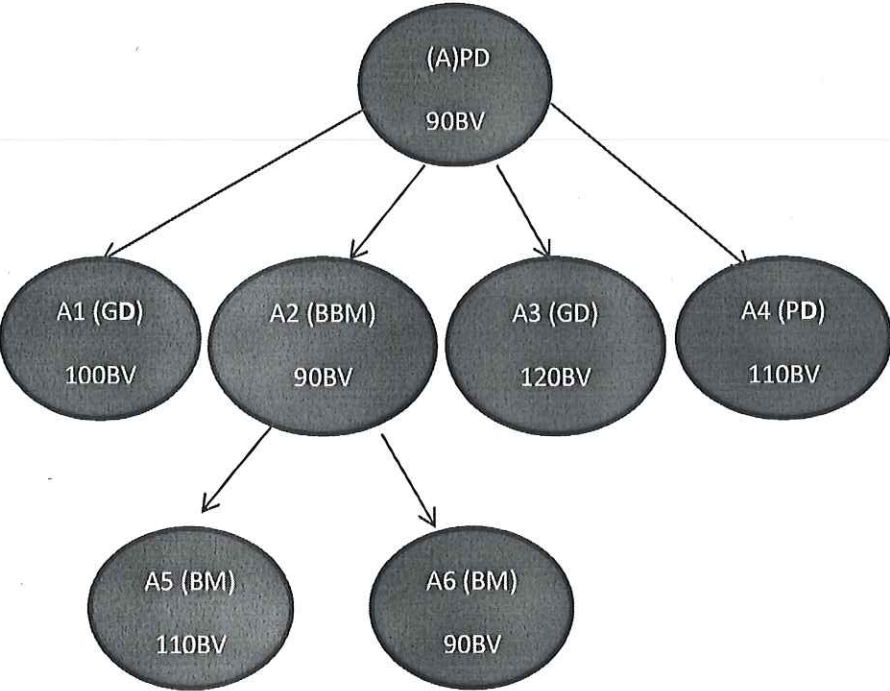 (A)PD
90BV
A1 (GD)
100BV
A2 (BBM)
90BV
A3 (GD)
120BV
A4 (PD)
110BV
A5 (BM)
110BV
A6 (BM)
90BV